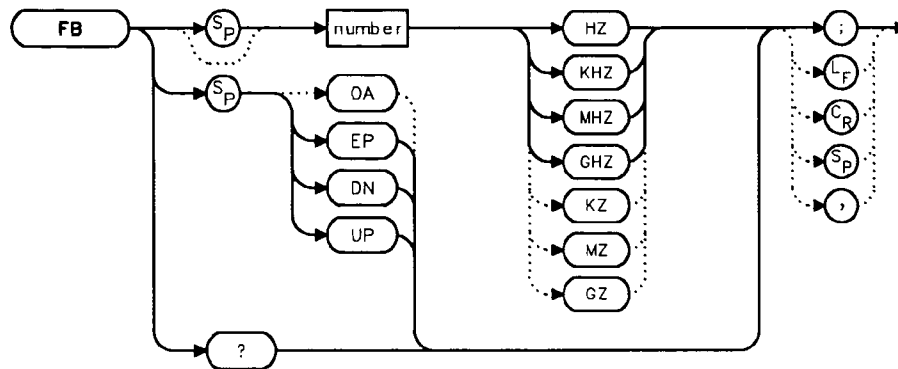 FB
SP
number
HZ
;
KHZ
LF
SP
OA
MHZ
CR
EP
GHZ
SP
DN
KZ
,
UP
MZ
GZ
?